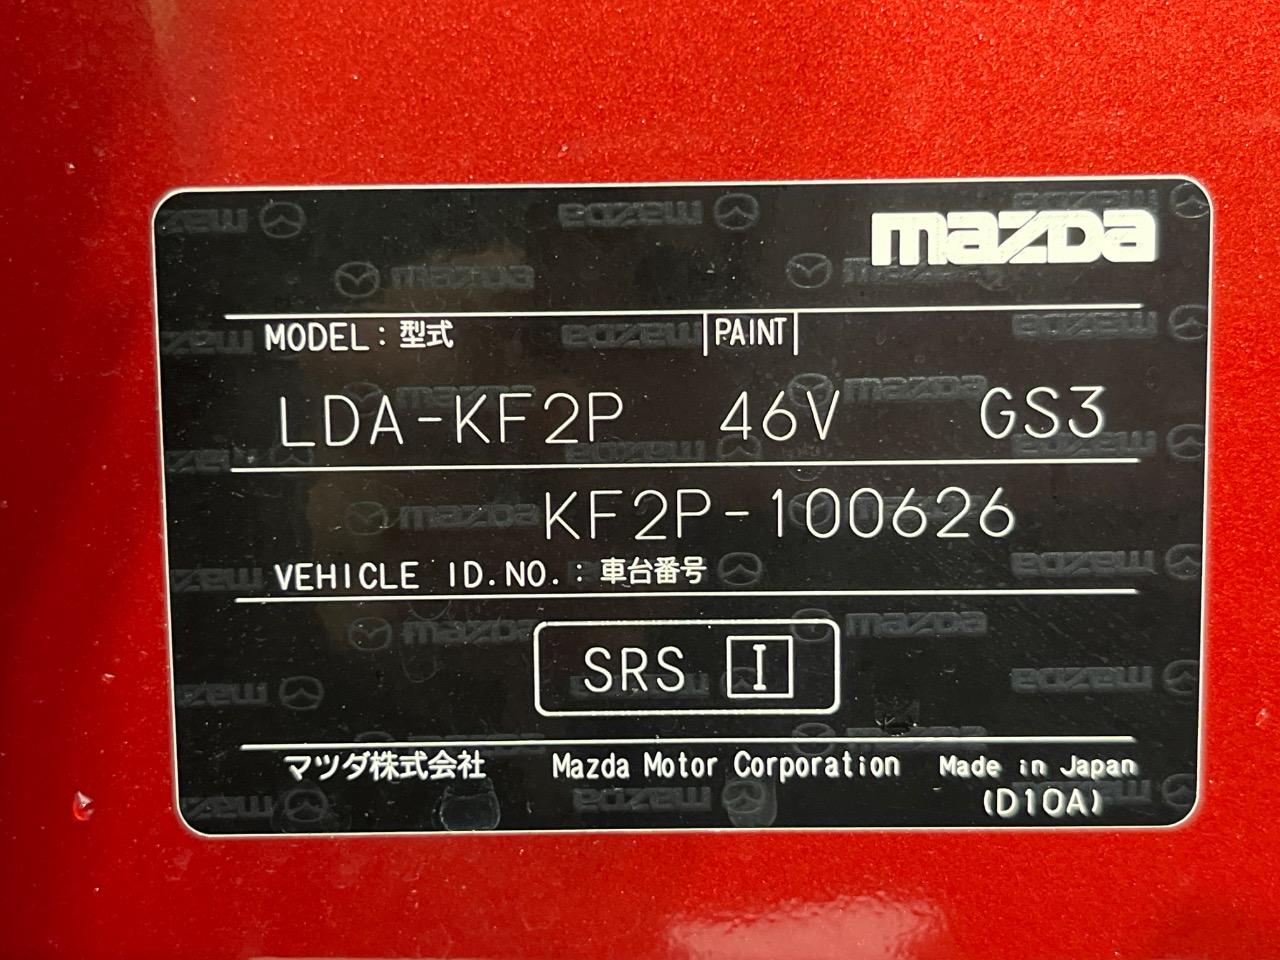 mazda
MODEL: 型式 PAINT
LDA-KF2P 46V GS3
KF2P-100626
VEHICLE ID.NO.: 車台番号
SRS I
マツダ株式会社 Mazda Motor Corporation Made in Japan
(D10A)